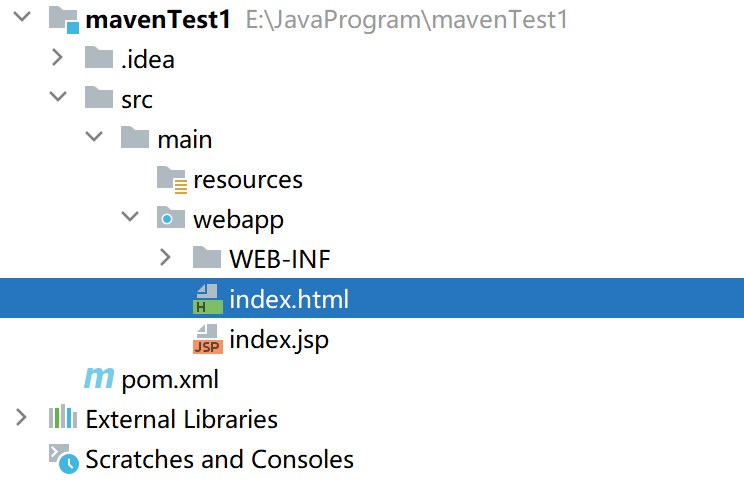 mavenTest1 E:\JavaProgram\mavenTest1
.idea
src
main
resources
webapp
WEB-INF
H index.html
JSP index.jsp
m pom.xml
External Libraries
Scratches and Consoles